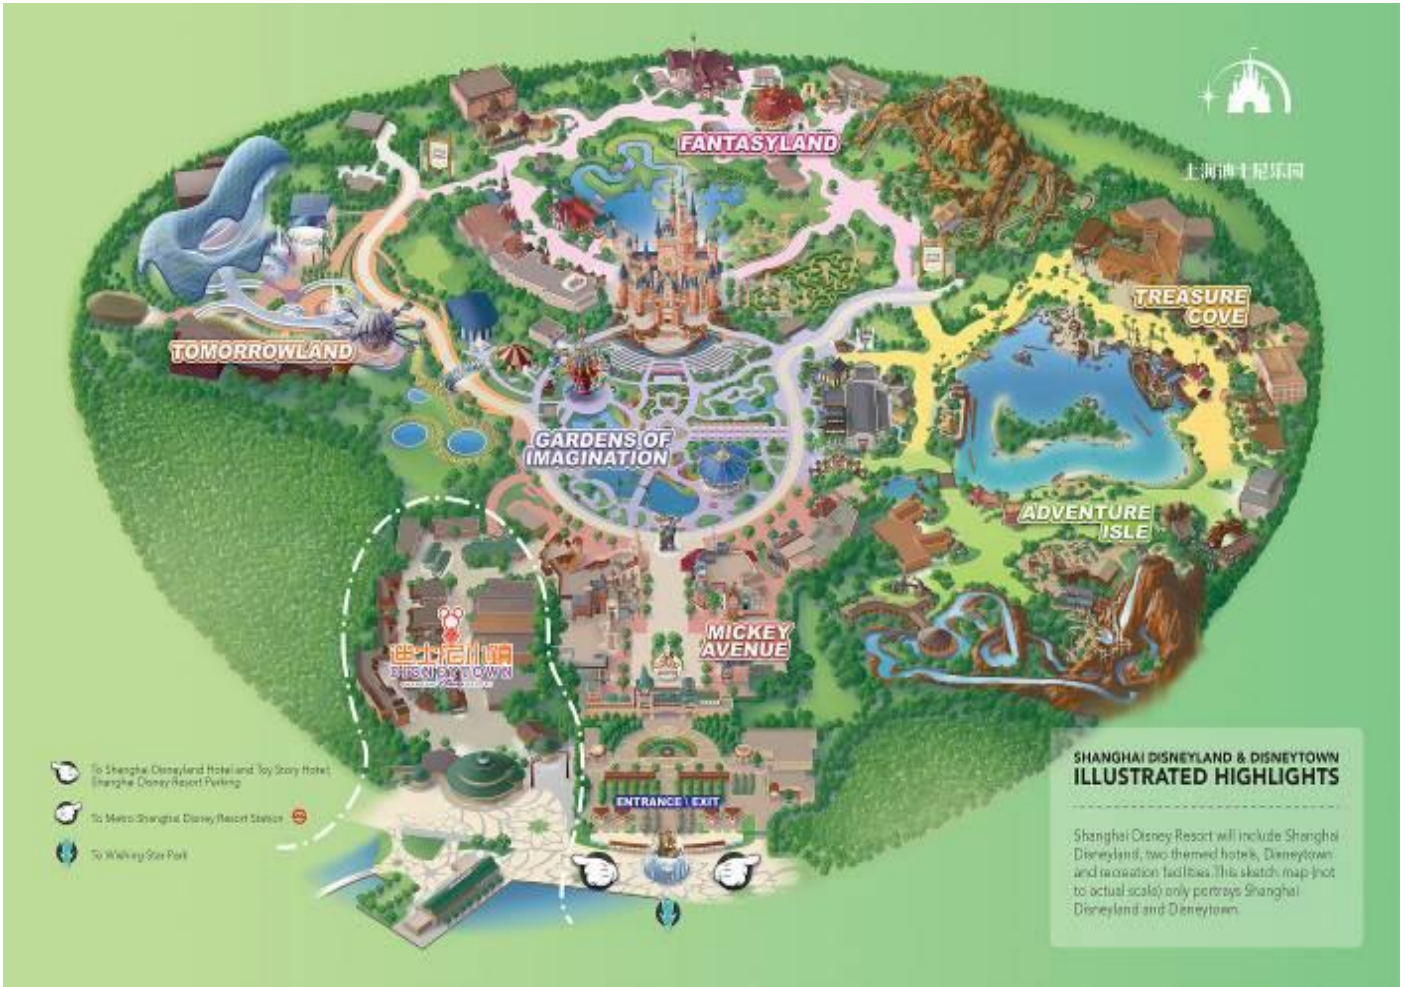 上海迪士尼乐园
FANTASYLAND
TREASURE
COVE
TOMORROWLAND
GARDENS OF
IMAGINATION
ADVENTURE
ISLE
MICKEY
AVENUE
迪士尼小镇
DISNEYTOWN
ENTRANCE \ EXIT
To Shanghai Disneyland Hotel and Toy Story Hotel,
Shanghai Disney Resort Parking
To Metro Shanghai Disney Resort Station
To Wishing Star Park
SHANGHAI DISNEYLAND & DISNEYTOWN
ILLUSTRATED HIGHLIGHTS
Shanghai Disney Resort will include Shanghai
Disneyland, two themed hotels, Disneytown
and recreation facilities. This sketch map (not
to actual scale) only portrays Shanghai
Disneyland and Disneytown.